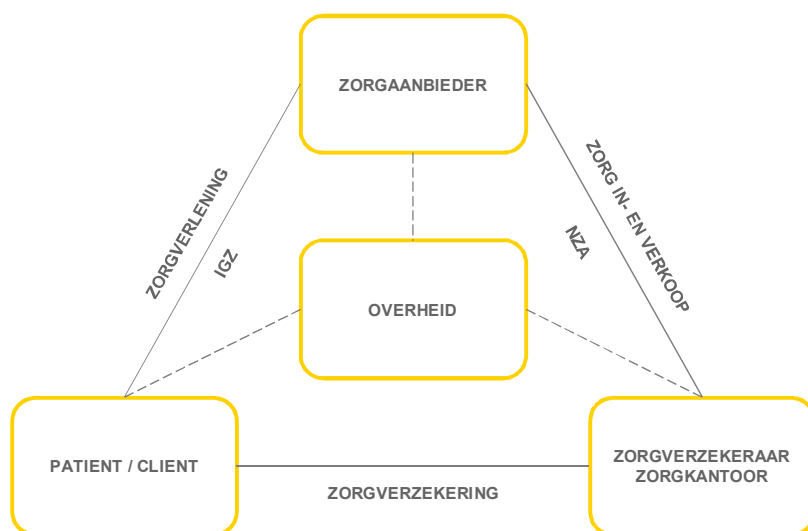 ZORGAANBIEDER
ZORGVERLENING
IGZ
ZORG IN- EN VERKOOP
NZA
OVERHEID
PATIENT / CLIENT
ZORGVERZEKERAAR
ZORGKANTOOR
ZORGVERZEKERING